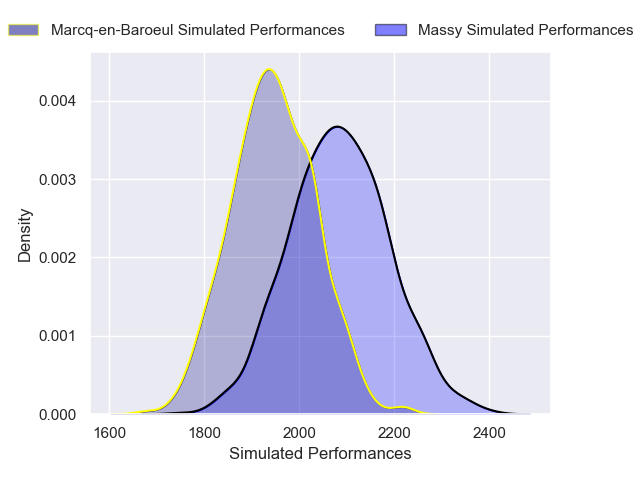 Marcq-en-Baroeul Simulated Performances Massy Simulated Performances
0.004
0.003
0.002
0.001
0.000
Density
1600 1800 2000 2200 2400
Simulated Performances